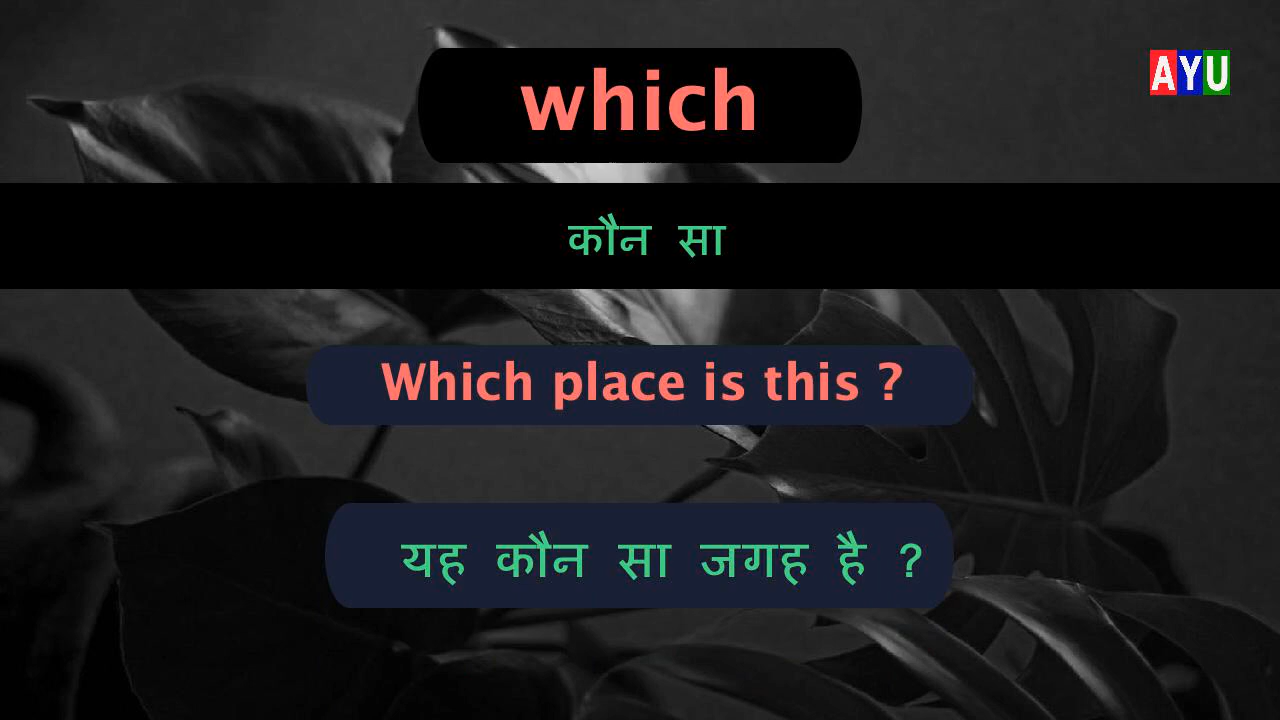 which
AYU
कौन सा
Which place is this ?
यह कौन सा जगह है ?